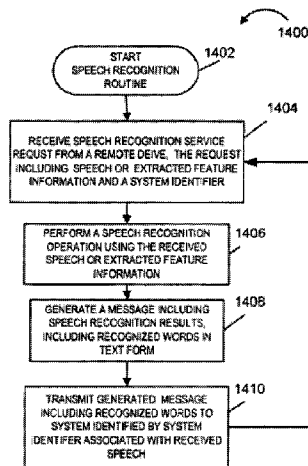 1400
START
SPEECH RECOGNITION
ROUTINE
1402
1404
RECEIVE SPEECH RECOGNITION SERVICE
REQUST FROM A REMOTE DEIVE, THE REQUEST
INCLUDING SPEECH OR EXTRACTED FEATURE
INFORMATION AND A SYSTEM IDENTIFIER
1406
PERFORM A SPEECH RECOGNITION
OPERATION USING THE RECEIVED
SPEECH OR EXTRACTED FEATURE
INFORMATION
1408
GENERATE A MESSAGE INCLUDING
SPEECH RECOGNITION RESULTS,
INCLUDING RECOGNIZED WORDS IN
TEXT FORM
1410
TRANSMIT GENERATED MESSAGE
INCLUDING RECOGNIZED WORDS TO
SYSTEM IDENTIFIED BY SYSTEM
IDENTIFER ASSOCIATED WITH RECEIVED
SPEECH